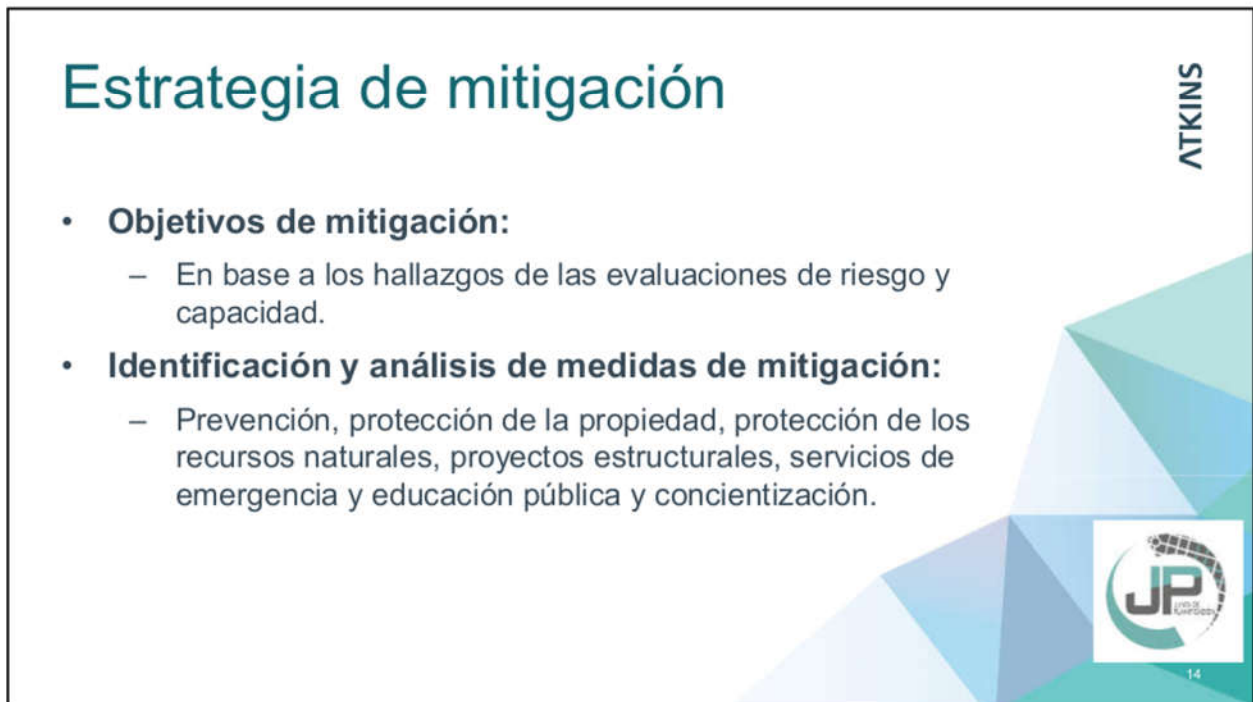 Estrategia de mitigación
ATKINS
• Objetivos de mitigación:
– En base a los hallazgos de las evaluaciones de riesgo y
capacidad.
• Identificación y análisis de medidas de mitigación:
– Prevención, protección de la propiedad, protección de los
recursos naturales, proyectos estructurales, servicios de
emergencia y educación pública y concientización.
JP
14